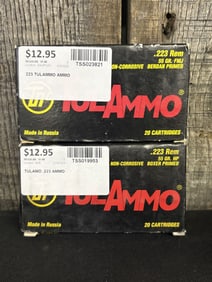 $12.95
TSS023821
223 TULAMMO AMMO
.223 Rem
55 GR. FMJ
NON-CORROSIVE BERDAN PRIMER
TULAMMO
Made in Russia
20 CARTRIDGES
$12.95
TSS019953
TULAMO .223 AMMO
.223 Rem
55 GR. HP
NON-CORROSIVE BOXER PRIMER
TULAMMO
Made in Russia
20 CARTRIDGES